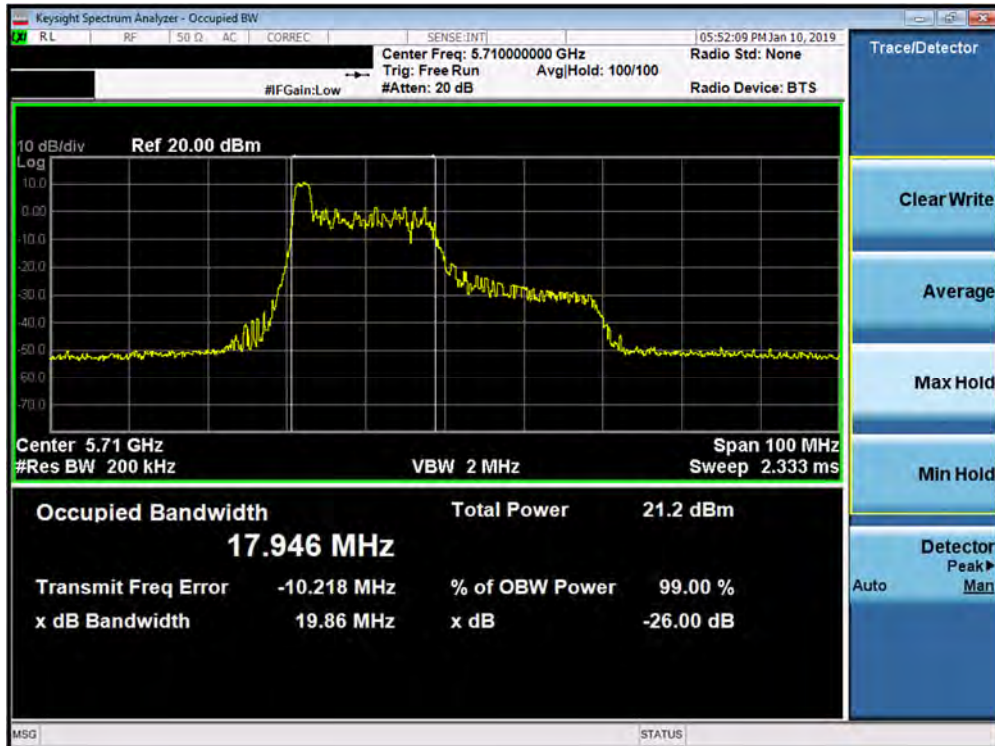 Keysight Spectrum Analyzer - Occupied BW
LXI RL RF 50 Ω AC CORREC SENSE:INT 05:52:09 PM Jan 10, 2019
Center Freq: 5.710000000 GHz Radio Std: None
Trig: Free Run Avg|Hold: 100/100
#IFGain:Low #Atten: 20 dB Radio Device: BTS
Trace/Detector
10 dB/div Ref 20.00 dBm
Log
10.0
0.00
-10.0
-20.0
-30.0
-40.0
-50.0
-60.0
-70.0
Center 5.71 GHz Span 100 MHz
#Res BW 200 kHz VBW 2 MHz Sweep 2.333 ms
Clear Write
Average
Max Hold
Min Hold
Detector
Peak▶
Auto Man
Occupied Bandwidth Total Power 21.2 dBm
17.946 MHz
Transmit Freq Error -10.218 MHz % of OBW Power 99.00 %
x dB Bandwidth 19.86 MHz x dB -26.00 dB
MSG STATUS